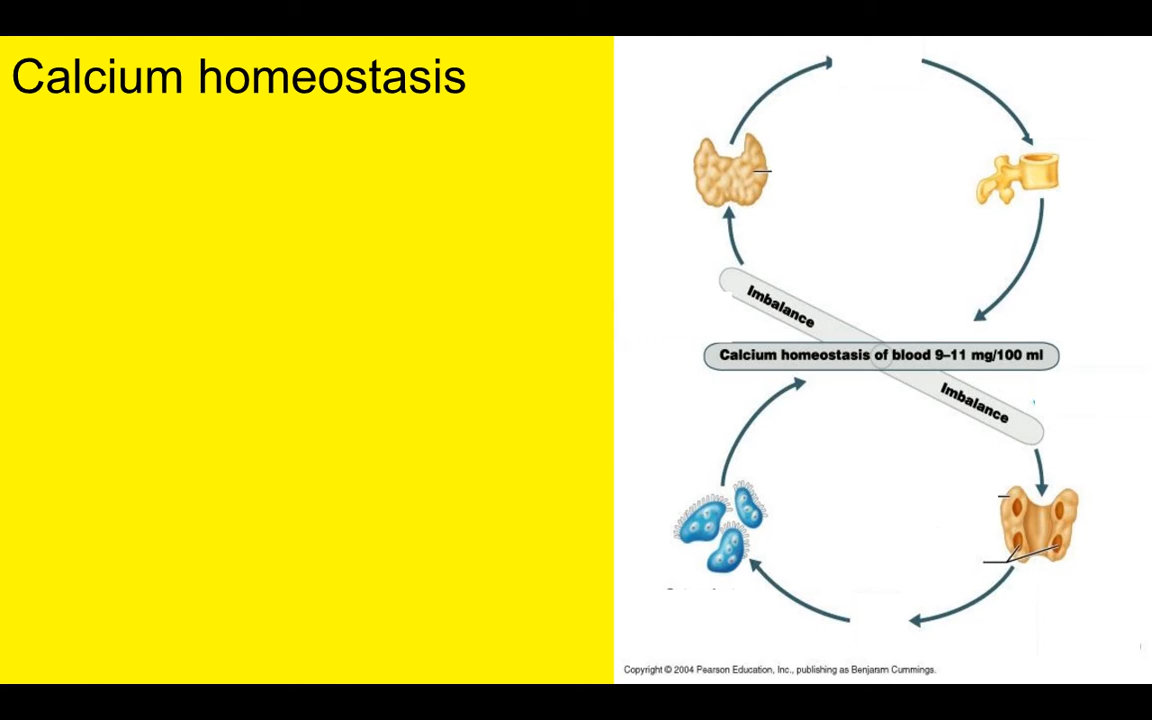 Calcium homeostasis
Imbalance
Calcium homeostasis of blood 9–11 mg/100 ml
Imbalance
Copyright © 2004 Pearson Education, Inc., publishing as Benjamin Cummings.